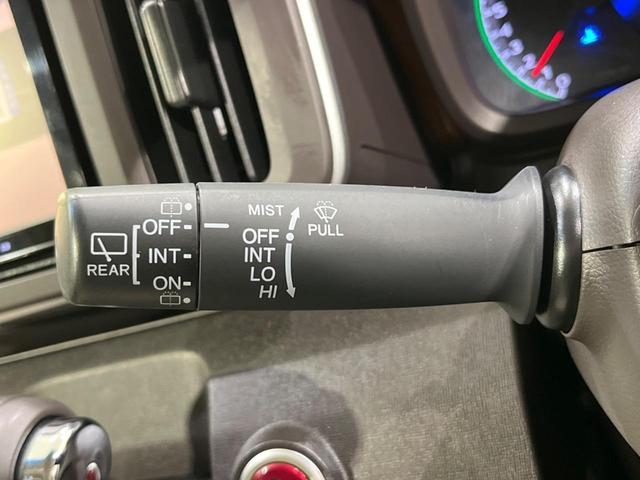 REAR
OFF
INT
ON
MIST
OFF
INT
LO
HI
PULL